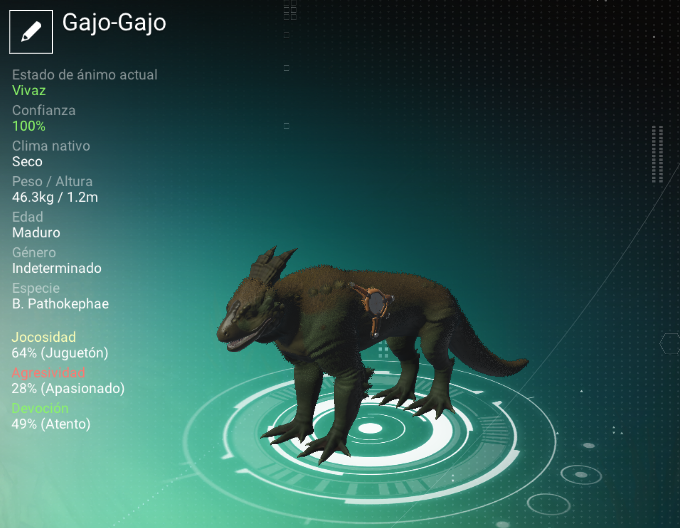 Gajo-Gajo
Estado de ánimo actual
Vivaz
Confianza
100%
Clima nativo
Seco
Peso / Altura
46.3kg / 1.2m
Edad
Maduro
Género
Indeterminado
Especie
B. Pathokephae
Jocosidad
64% (Juguetón)
Agresividad
28% (Apasionado)
Devoción
49% (Atento)